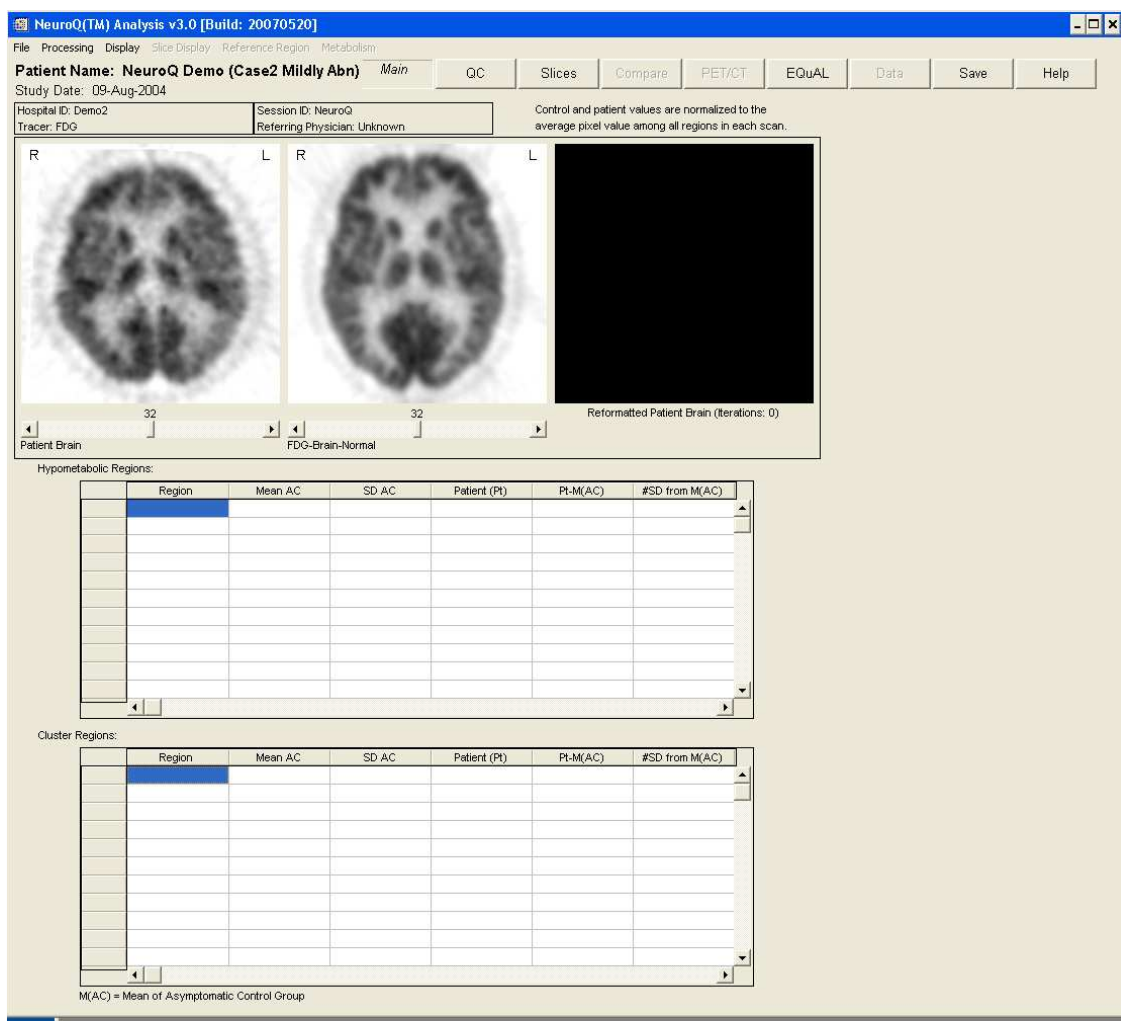 NeuroQ(TM) Analysis v3.0 [Build: 20070520]
File Processing Display Slice Display Reference Region Metabolism
Patient Name: NeuroQ Demo (Case2 Mildly Abn) Main QC Slices Compare PET/CT EQuAL Data Save Help
Study Date: 09-Aug-2004
Hospital ID: Demo2 Session ID: NeuroQ Control and patient values are normalized to the
Tracer: FDG Referring Physician: Unknown average pixel value among all regions in each scan.
R L R L
32 32 Reformatted Patient Brain (Iterations: 0)
Patient Brain FDG-Brain-Normal
Hypometabolic Regions:
Region Mean AC SD AC Patient (Pt) Pt-M(AC) #SD from M(AC)
Cluster Regions:
Region Mean AC SD AC Patient (Pt) Pt-M(AC) #SD from M(AC)
M(AC) = Mean of Asymptomatic Control Group